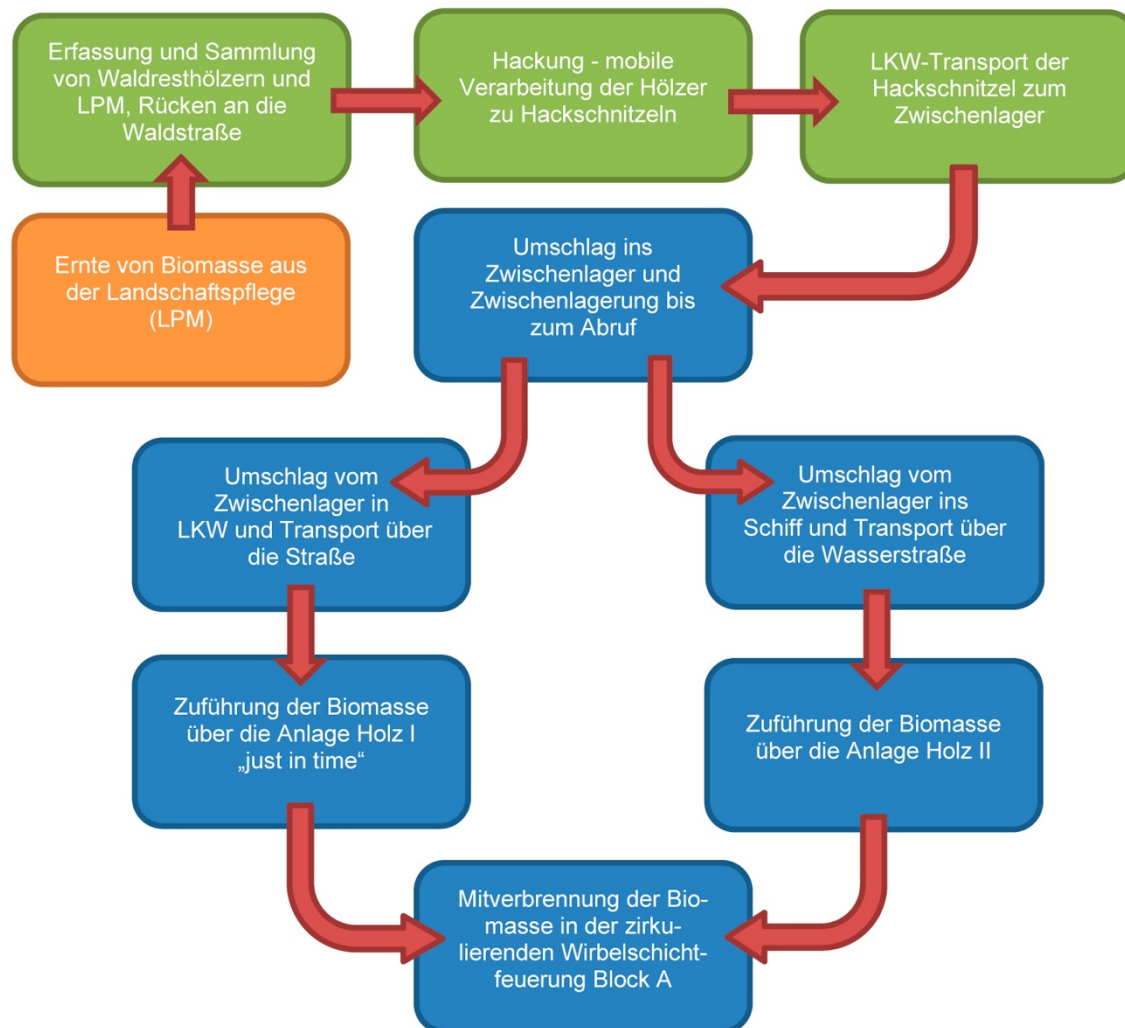 Erfassung und Sammlung
von Waldresthölzern und
LPM, Rücken an die
Waldstraße
Hackung - mobile
Verarbeitung der Hölzer
zu Hackschnitzeln
LKW-Transport der
Hackschnitzel zum
Zwischenlager
Ernte von Biomasse aus
der Landschaftspflege
(LPM)
Umschlag ins
Zwischenlager und
Zwischenlagerung bis
zum Abruf
Umschlag vom
Zwischenlager in
LKW und Transport über
die Straße
Umschlag vom
Zwischenlager ins
Schiff und Transport über
die Wasserstraße
Zuführung der Biomasse
über die Anlage Holz I
„just in time“
Zuführung der Biomasse
über die Anlage Holz II
Mitverbrennung der Bio-
masse in der zirku-
lierenden Wirbelschicht-
feuerung Block A